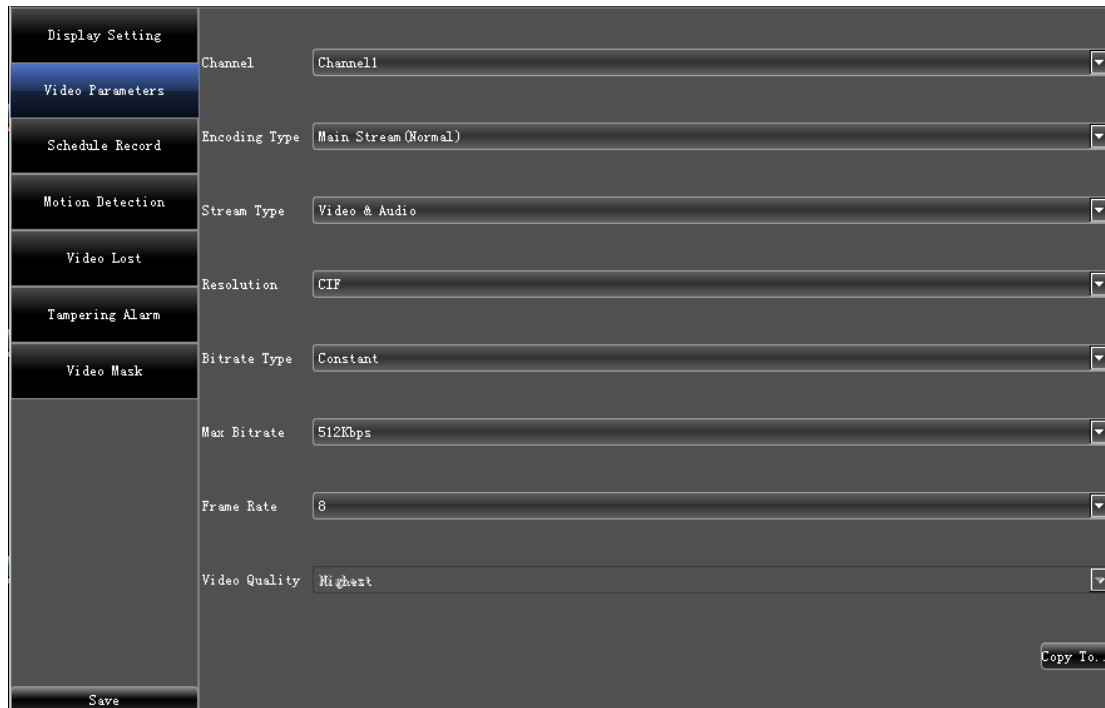 Display Setting
Video Parameters
Schedule Record
Motion Detection
Video Lost
Tampering Alarm
Video Mask
Save
Channel Channel1
Encoding Type Main Stream(Normal)
Stream Type Video & Audio
Resolution CIF
Bitrate Type Constant
Max Bitrate 512Kbps
Frame Rate 8
Video Quality Highest
Copy To..